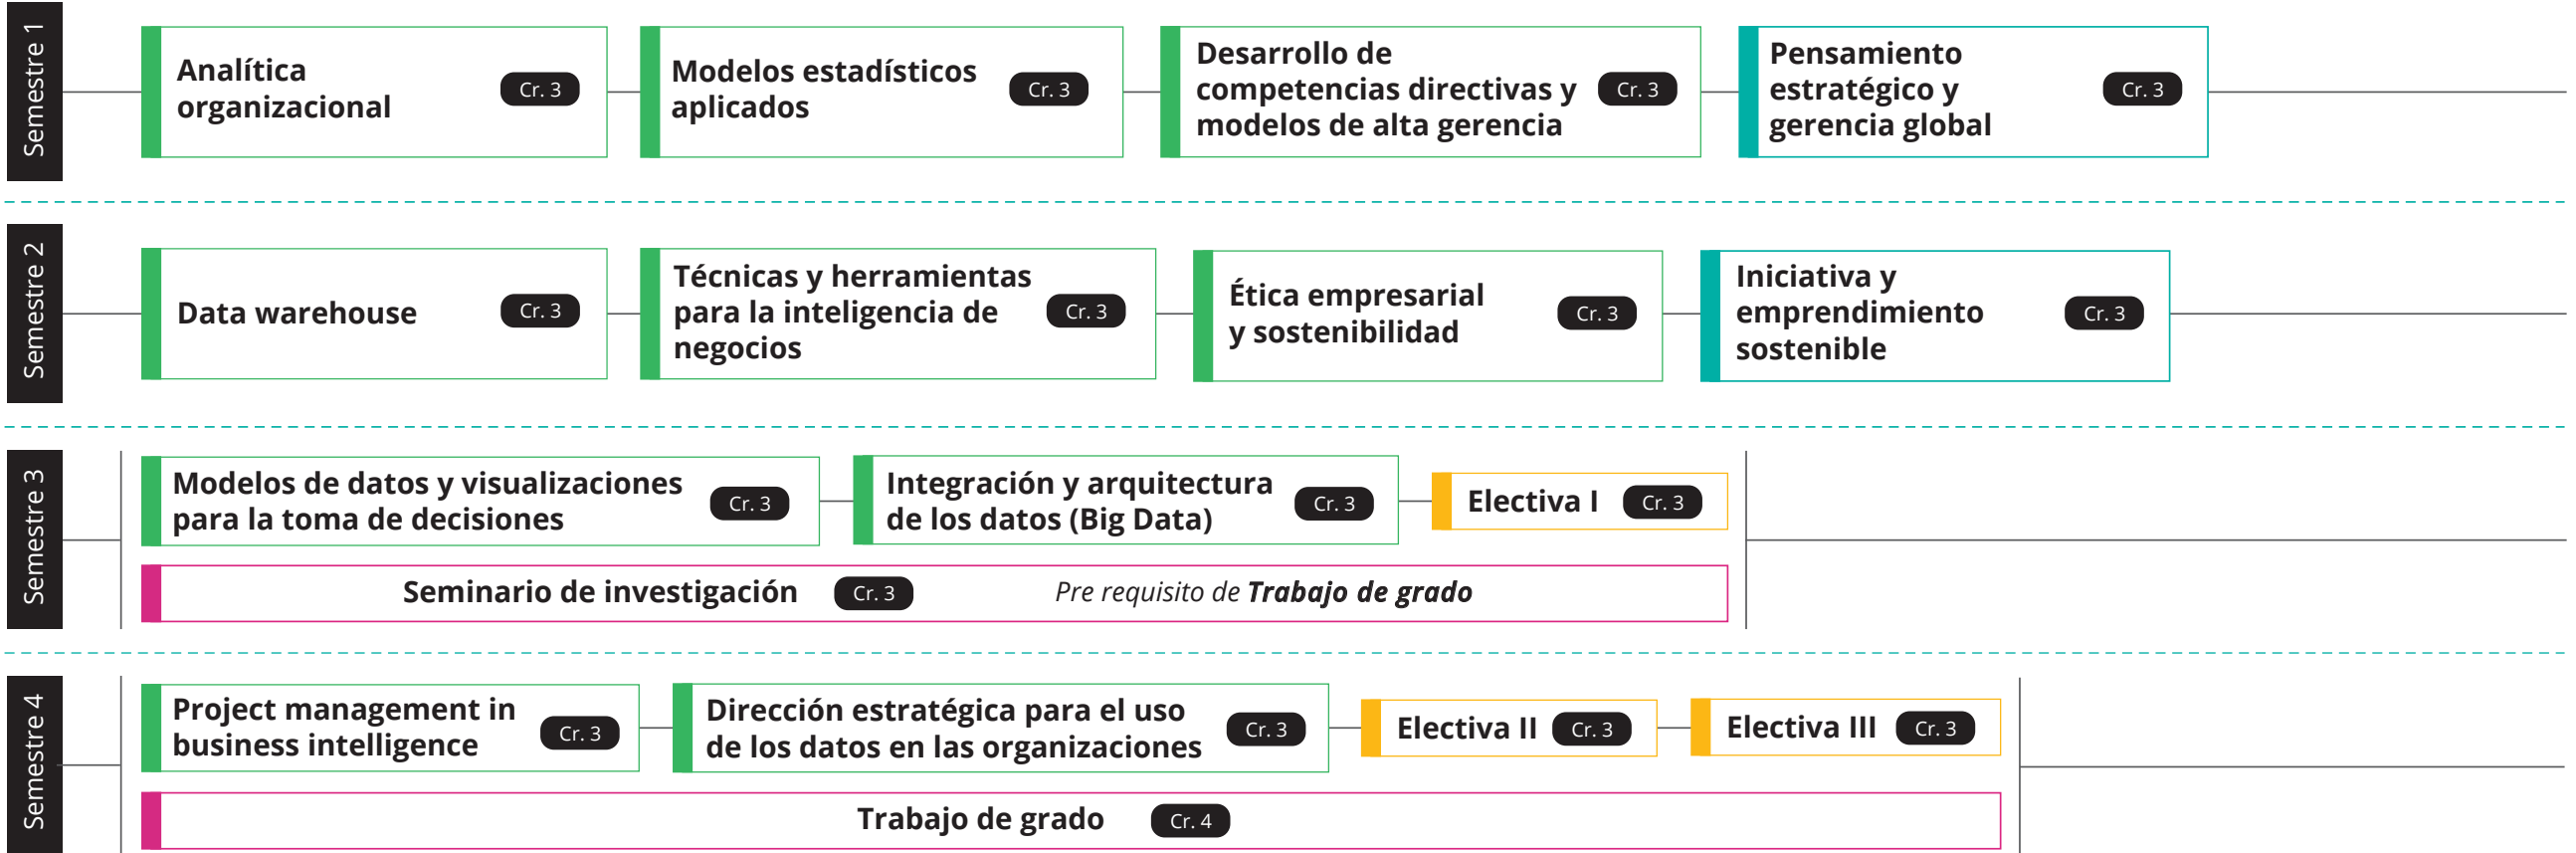 Semestre 1
Analítica
organizacional
Cr. 3
Modelos estadísticos
aplicados
Cr. 3
Desarrollo de
competencias directivas y
modelos de alta gerencia
Cr. 3
Pensamiento
estratégico y
gerencia global
Cr. 3
Semestre 2
Data warehouse
Cr. 3
Técnicas y herramientas
para la inteligencia de
negocios
Cr. 3
Ética empresarial
y sostenibilidad
Cr. 3
Iniciativa y
emprendimiento
sostenible
Cr. 3
Semestre 3
Modelos de datos y visualizaciones
para la toma de decisiones
Cr. 3
Integración y arquitectura
de los datos (Big Data)
Cr. 3
Electiva I
Cr. 3
Seminario de investigación
Cr. 3
Pre requisito de Trabajo de grado
Semestre 4
Project management in
business intelligence
Cr. 3
Dirección estratégica para el uso
de los datos en las organizaciones
Cr. 3
Electiva II
Cr. 3
Electiva III
Cr. 3
Trabajo de grado
Cr. 4